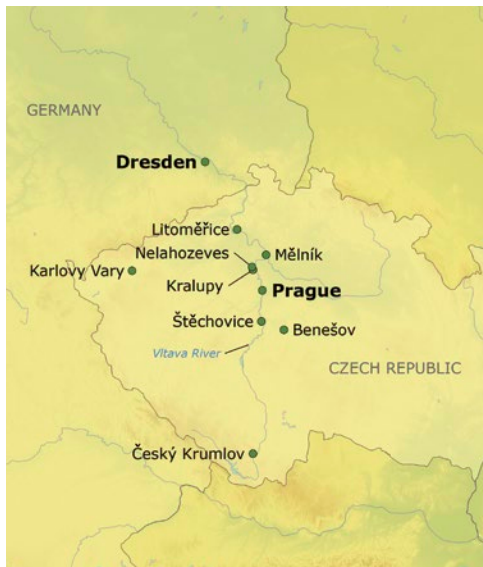 GERMANY
Dresden
Litoměřice
Nelahozeves
Mělník
Karlovy Vary
Kralupy
Prague
Štěchovice
Benešov
Vltava River
CZECH REPUBLIC
Český Krumlov